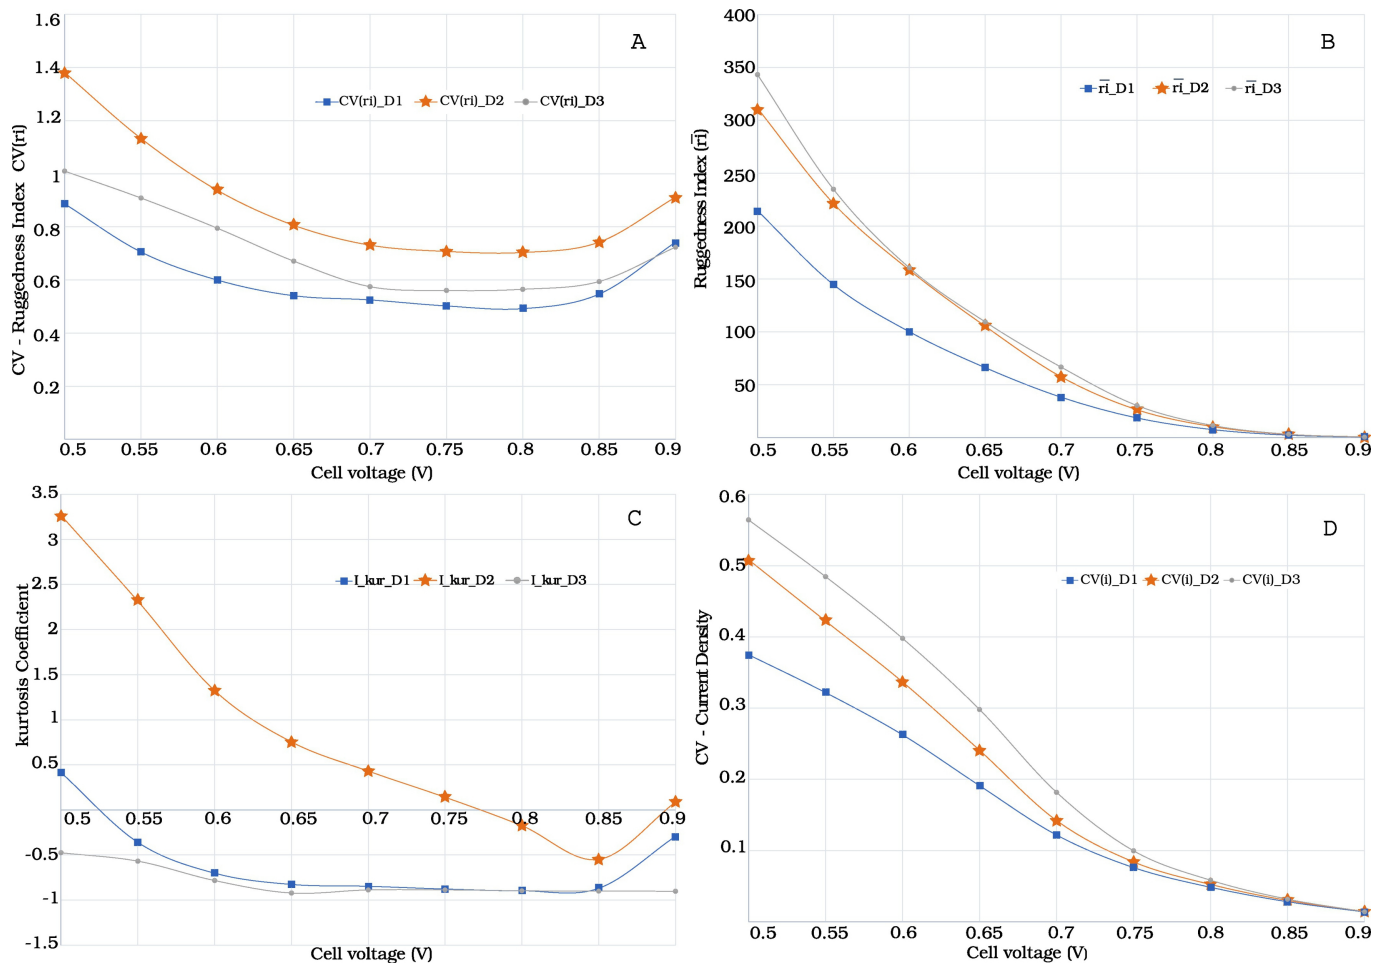 A
CV - Ruggedness Index CV(ri)
1.6
1.4
1.2
1
0.8
0.6
0.4
0.2
CV(ri)_D1 CV(ri)_D2 CV(ri)_D3
0.5 0.55 0.6 0.65 0.7 0.75 0.8 0.85 0.9
Cell voltage (V)
B
Ruggedness Index (r̅i̅)
400
350
300
250
200
150
100
50
r̅i̅_D1 r̅i̅_D2 r̅i̅_D3
0.5 0.55 0.6 0.65 0.7 0.75 0.8 0.85 0.9
Cell voltage (V)
C
kurtosis Coefficient
3.5
3
2.5
2
1.5
1
0.5
-0.5
-1
-1.5
I_kur_D1 I_kur_D2 I_kur_D3
0.5 0.55 0.6 0.65 0.7 0.75 0.8 0.85 0.9
Cell voltage (V)
D
CV - Current Density
0.6
0.5
0.4
0.3
0.2
0.1
CV(i)_D1 CV(i)_D2 CV(i)_D3
0.5 0.55 0.6 0.65 0.7 0.75 0.8 0.85 0.9
Cell voltage (V)